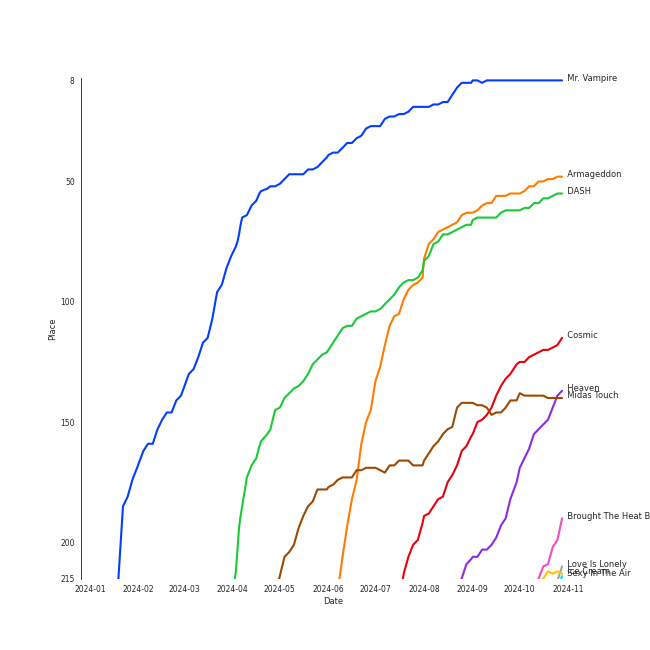 8
Mr. Vampire
Armageddon
50
DASH
100
Place
Cosmic
Heaven
Midas Touch
150
Brought The Heat B
200
Love Is Lonely
Ice Cream
Sexy In The Air
215
2024-01 2024-02 2024-03 2024-04 2024-05 2024-06 2024-07 2024-08 2024-09 2024-10 2024-11
Date